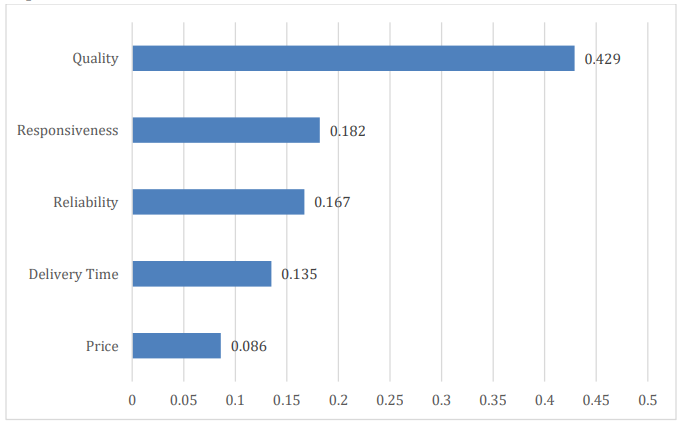 Quality 0.429
Responsiveness 0.182
Reliability 0.167
Delivery Time 0.135
Price 0.086
0 0.05 0.1 0.15 0.2 0.25 0.3 0.35 0.4 0.45 0.5